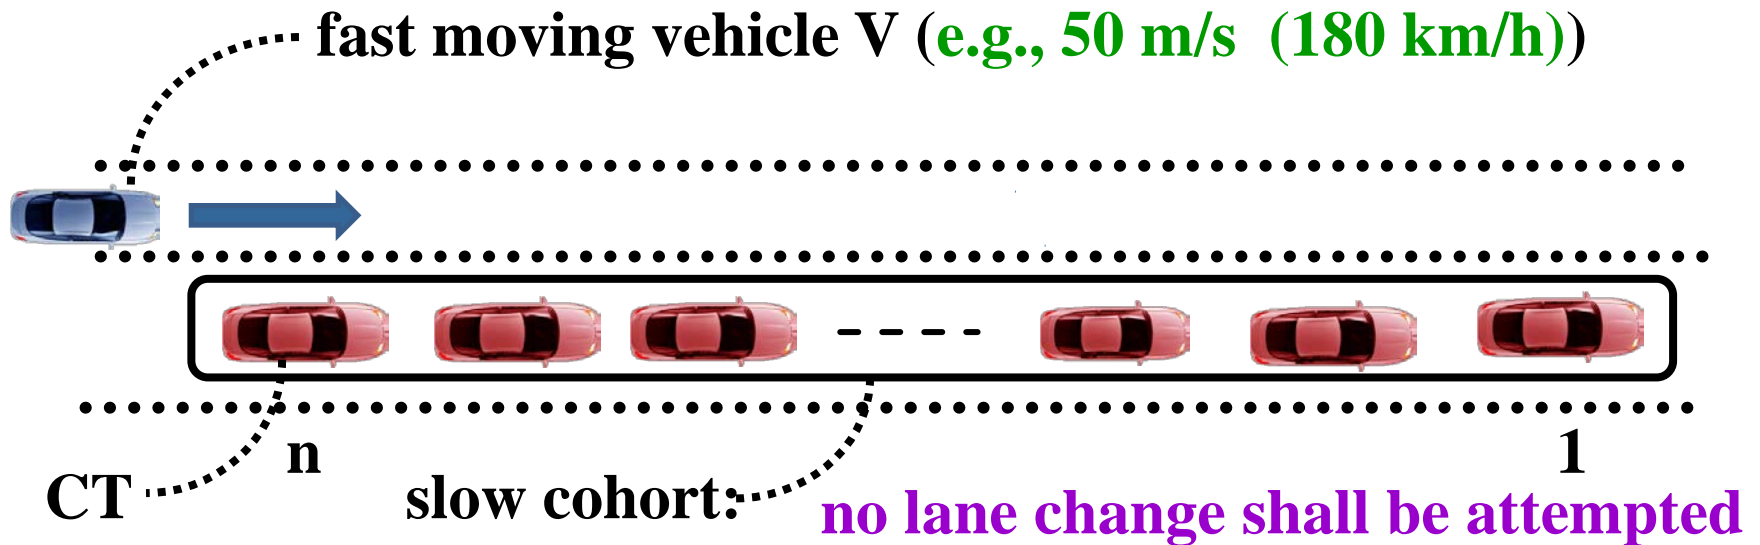 fast moving vehicle V (e.g., 50 m/s (180 km/h))
n
1
CT
slow cohort:
no lane change shall be attempted